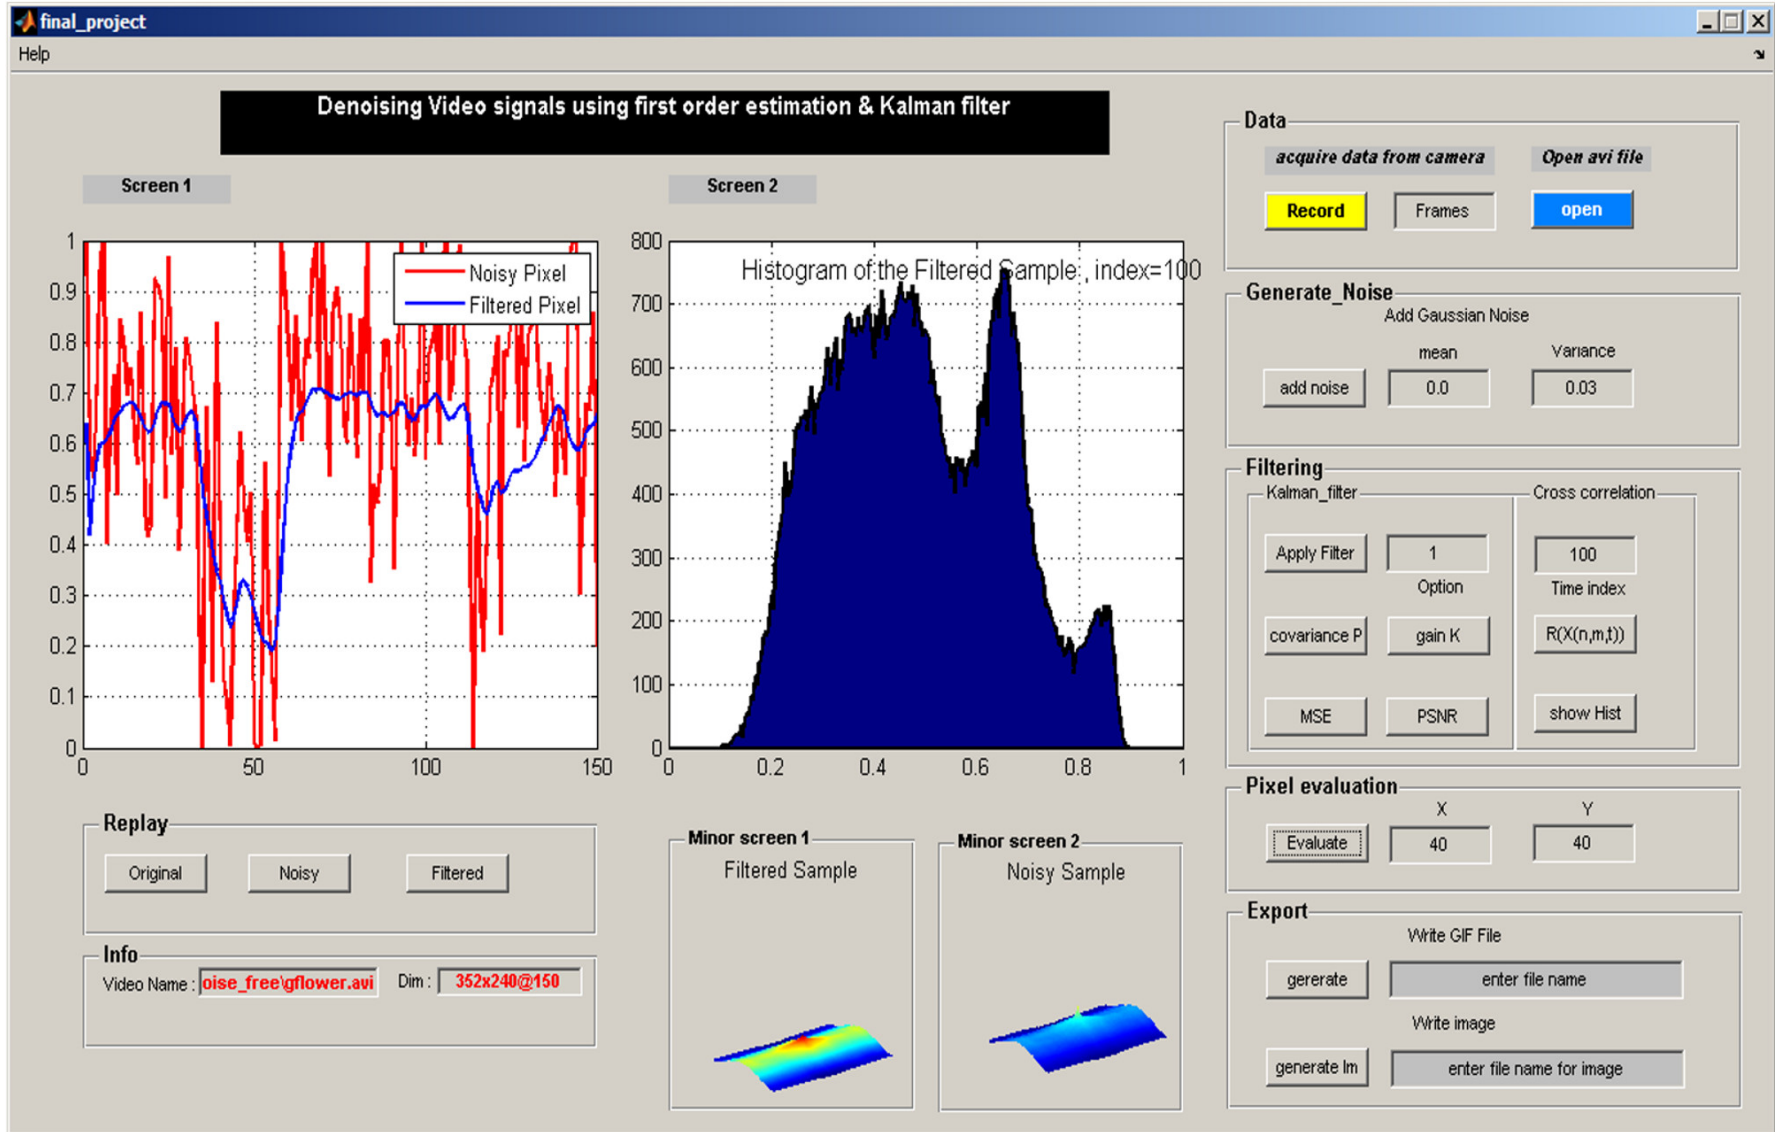 final_project
Help
Denoising Video signals using first order estimation & Kalman filter
Screen 1
Screen 2
1
0.9
0.8
0.7
0.6
0.5
0.4
0.3
0.2
0.1
0
0
50
100
150
Noisy Pixel
Filtered Pixel
800
700
600
500
400
300
200
100
0
0
0.2
0.4
0.6
0.8
1
Histogram of the Filtered Sample , index=100
Replay
Original
Noisy
Filtered
Info
Video Name : oise_free\gflower.avi Dim : 352x240@150
Minor screen 1
Filtered Sample
Minor screen 2
Noisy Sample
Data
acquire data from camera
Open avi file
Record
Frames
open
Generate_Noise
Add Gaussian Noise
mean
Variance
add noise
0.0
0.03
Filtering
Kalman_filter
Cross correlation
Apply Filter
1
100
Option
Time index
covariance P
gain K
R(X(n,m,t))
MSE
PSNR
show Hist
Pixel evaluation
X
Y
Evaluate
40
40
Export
Write GIF File
gererate
enter file name
Write image
generate Im
enter file name for image